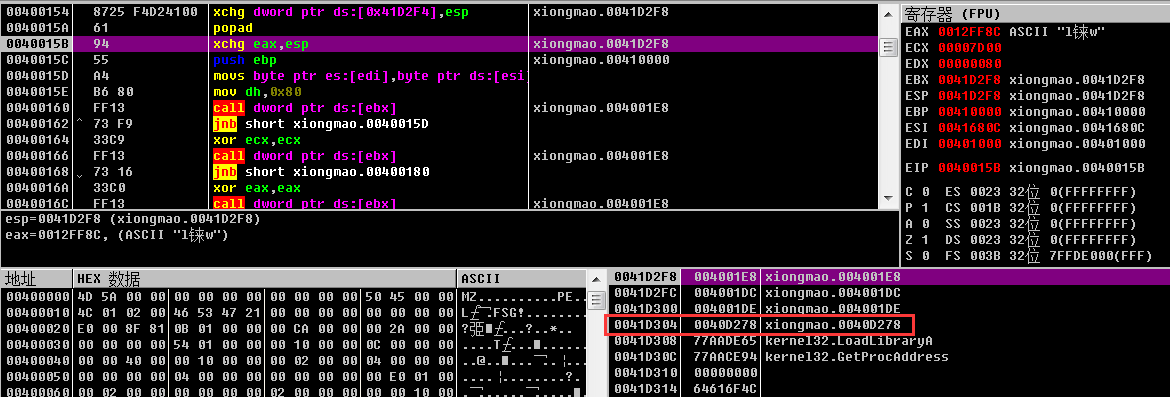 00400154 8725 F4D24100 xchg dword ptr ds:[0x41D2F4],esp xiongmao.0041D2F8
0040015A 61 popad
0040015B 94 xchg eax,esp xiongmao.0041D2F8
0040015C 55 push ebp xiongmao.00410000
0040015D A4 movs byte ptr es:[edi],byte ptr ds:[esi
0040015E B6 80 mov dh,0x80
00400160 FF13 call dword ptr ds:[ebx] xiongmao.004001E8
00400162 ^ 73 F9 jnb short xiongmao.0040015D
00400164 33C9 xor ecx,ecx
00400166 FF13 call dword ptr ds:[ebx] xiongmao.004001E8
00400168 ⌄ 73 16 jnb short xiongmao.00400180
0040016A 33C0 xor eax,eax
0040016C FF13 call dword ptr ds:[ebx] xiongmao.004001E8
esp=0041D2F8 (xiongmao.0041D2F8)
eax=0012FF8C, (ASCII "l铼w")
寄存器 (FPU)
EAX 0012FF8C ASCII "l铼w"
ECX 00007D00
EDX 00000080
EBX 0041D2F8 xiongmao.0041D2F8
ESP 0041D2F8 xiongmao.0041D2F8
EBP 00410000 xiongmao.00410000
ESI 0041680C xiongmao.0041680C
EDI 00401000 xiongmao.00401000
EIP 0040015B xiongmao.0040015B
C 0 ES 0023 32位 0(FFFFFFFF)
P 1 CS 001B 32位 0(FFFFFFFF)
A 0 SS 0023 32位 0(FFFFFFFF)
Z 1 DS 0023 32位 0(FFFFFFFF)
S 0 FS 003B 32位 7FFDE000(FFF)
地址 HEX 数据 ASCII
00400000 4D 5A 00 00 00 00 00 00 00 00 00 00 50 45 00 00 MZ..........PE..
00400010 4C 01 02 00 46 53 47 21 00 00 00 00 00 00 00 00
00400020 E0 00 8F 81 0B 01 00 00 00 CA 00 00 00 2A 00 00
00400030 00 00 00 00 54 01 00 00 00 10 00 00 0C 00 00 00
00400040 00 00 40 00 00 10 00 00 00 02 00 00 04 00 00 00
00400050 00 00 00 00 04 00 00 00 00 00 00 00 00 E0 01 00
00400060 00 02 00 00 00 00 00 00 02 00 00 00 00 00 10 00
0041D2F8 004001E8 xiongmao.004001E8
0041D2FC 004001DC xiongmao.004001DC
0041D300 004001DE xiongmao.004001DE
0041D304 0040D278 xiongmao.0040D278
0041D308 77AADE65 kernel32.LoadLibraryA
0041D30C 77AACE94 kernel32.GetProcAddress
0041D310 00000000
0041D314 64616F4C